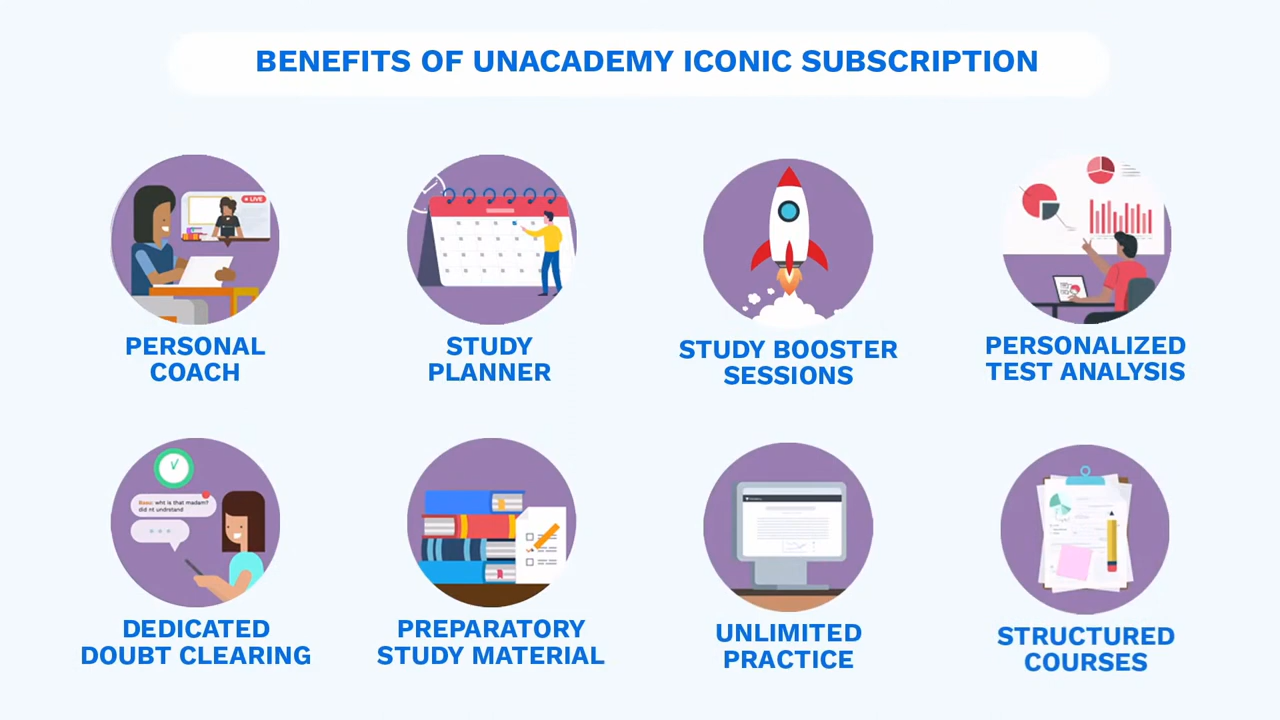 BENEFITS OF UNACADEMY ICONIC SUBSCRIPTION
LIVE
PERSONAL
COACH
STUDY
PLANNER
STUDY BOOSTER
SESSIONS
PERSONALIZED
TEST ANALYSIS
Raao: wht is that madam?
did nt undrstand
DEDICATED
DOUBT CLEARING
PREPARATORY
STUDY MATERIAL
UNLIMITED
PRACTICE
STRUCTURED
COURSES